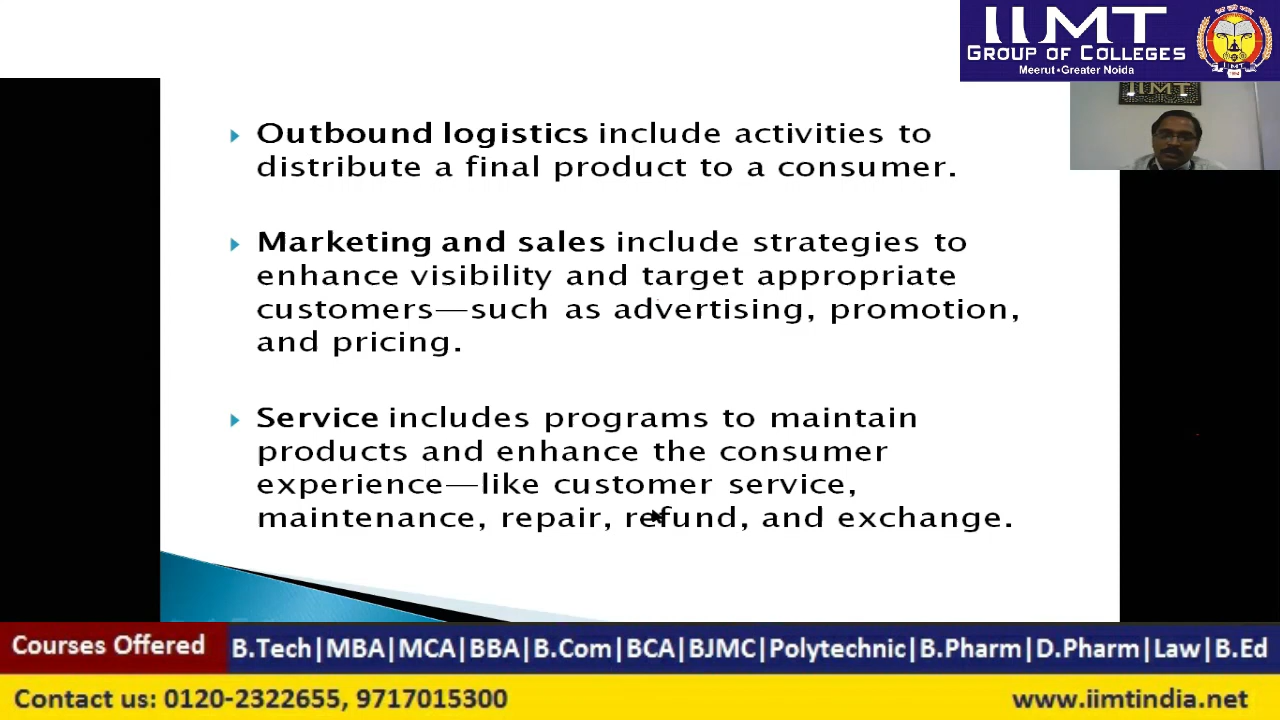 IIMT
GROUP OF COLLEGES
Meerut•Greater Noida
IIMT
IIMT
Outbound logistics include activities to
distribute a final product to a consumer.
Marketing and sales include strategies to
enhance visibility and target appropriate
customers—such as advertising, promotion,
and pricing.
Service includes programs to maintain
products and enhance the consumer
experience—like customer service,
maintenance, repair, refund, and exchange.
Courses Offered
B.Tech|MBA|MCA|BBA|B.Com|BCA|BJMC|Polytechnic|B.Pharm|D.Pharm|Law|B.Ed
Contact us: 0120-2322655, 9717015300
www.iimtindia.net